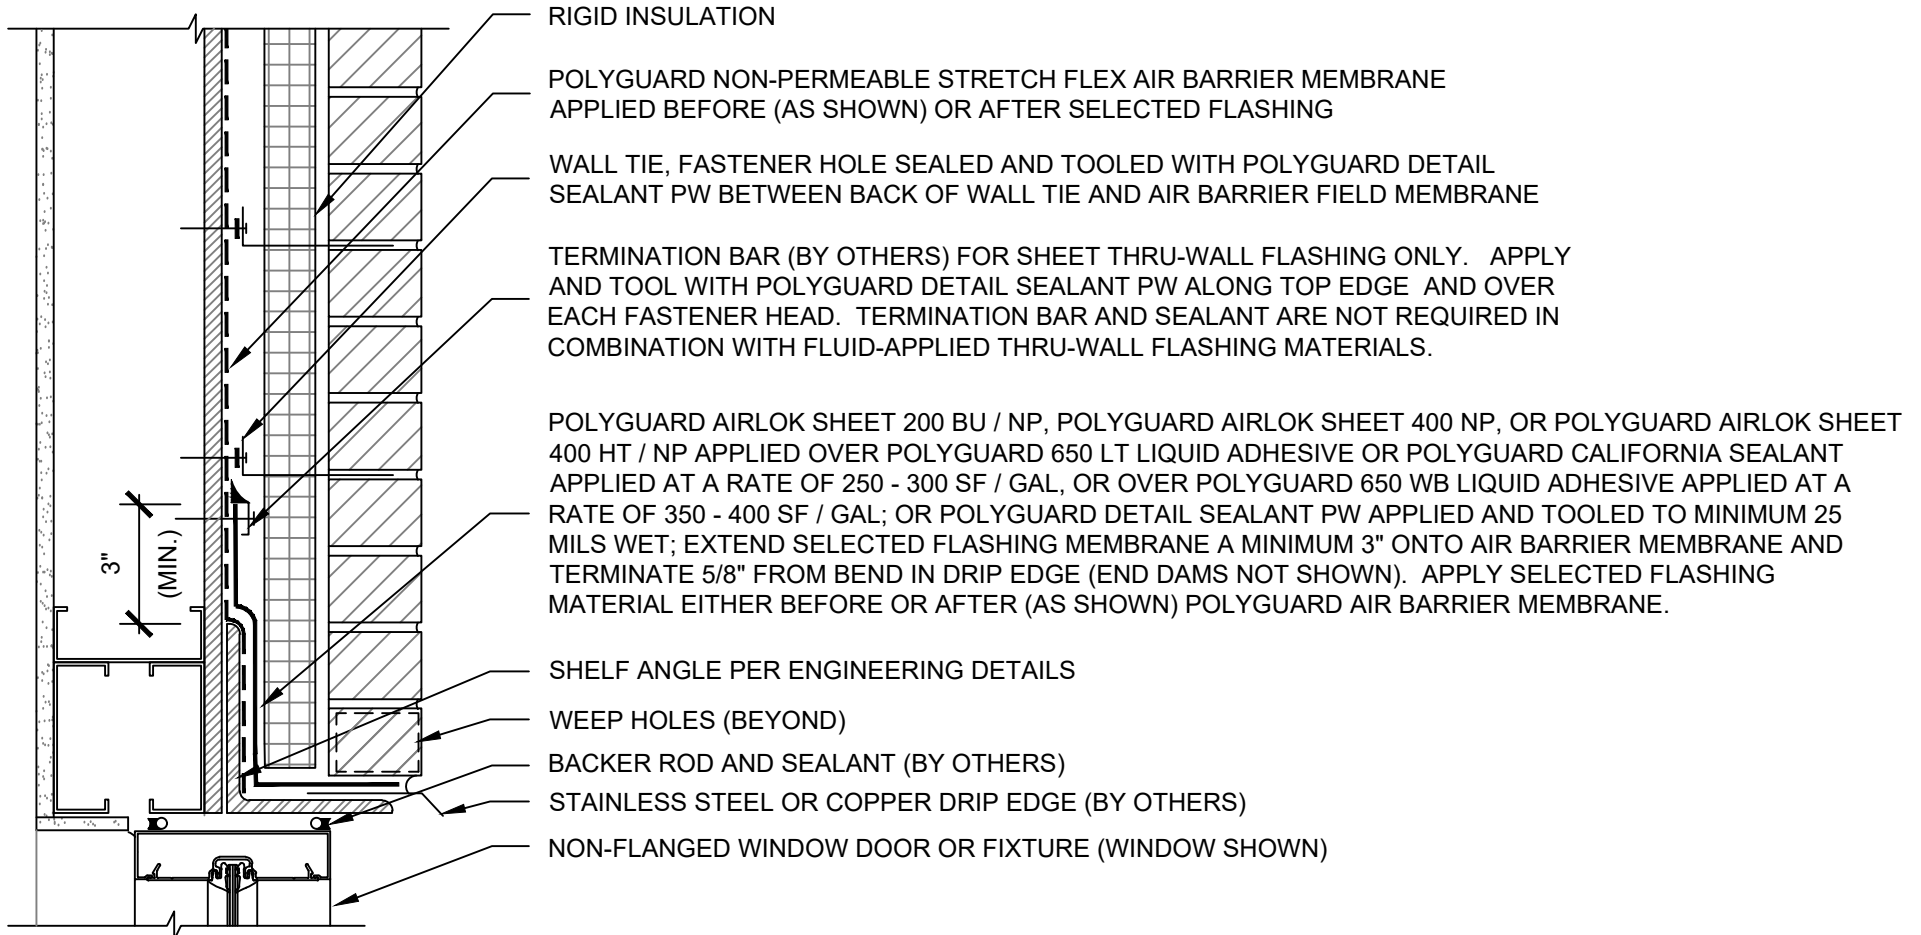 RIGID INSULATION
POLYGUARD NON-PERMEABLE STRETCH FLEX AIR BARRIER MEMBRANE
APPLIED BEFORE (AS SHOWN) OR AFTER SELECTED FLASHING
WALL TIE, FASTENER HOLE SEALED AND TOOLED WITH POLYGUARD DETAIL
SEALANT PW BETWEEN BACK OF WALL TIE AND AIR BARRIER FIELD MEMBRANE
TERMINATION BAR (BY OTHERS) FOR SHEET THRU-WALL FLASHING ONLY. APPLY
AND TOOL WITH POLYGUARD DETAIL SEALANT PW ALONG TOP EDGE AND OVER
EACH FASTENER HEAD. TERMINATION BAR AND SEALANT ARE NOT REQUIRED IN
COMBINATION WITH FLUID-APPLIED THRU-WALL FLASHING MATERIALS.
POLYGUARD AIRLOK SHEET 200 BU / NP, POLYGUARD AIRLOK SHEET 400 NP, OR POLYGUARD AIRLOK SHEET
400 HT / NP APPLIED OVER POLYGUARD 650 LT LIQUID ADHESIVE OR POLYGUARD CALIFORNIA SEALANT
APPLIED AT A RATE OF 250 - 300 SF / GAL, OR OVER POLYGUARD 650 WB LIQUID ADHESIVE APPLIED AT A
RATE OF 350 - 400 SF / GAL; OR POLYGUARD DETAIL SEALANT PW APPLIED AND TOOLED TO MINIMUM 25
MILS WET; EXTEND SELECTED FLASHING MEMBRANE A MINIMUM 3" ONTO AIR BARRIER MEMBRANE AND
TERMINATE 5/8" FROM BEND IN DRIP EDGE (END DAMS NOT SHOWN). APPLY SELECTED FLASHING
MATERIAL EITHER BEFORE OR AFTER (AS SHOWN) POLYGUARD AIR BARRIER MEMBRANE.
3"
(MIN.)
SHELF ANGLE PER ENGINEERING DETAILS
WEEP HOLES (BEYOND)
BACKER ROD AND SEALANT (BY OTHERS)
STAINLESS STEEL OR COPPER DRIP EDGE (BY OTHERS)
NON-FLANGED WINDOW DOOR OR FIXTURE (WINDOW SHOWN)